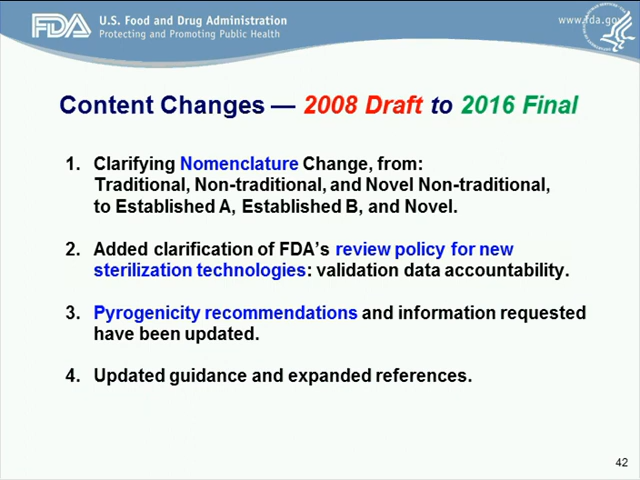 FDA
U.S. Food and Drug Administration
Protecting and Promoting Public Health
www.fda.gov
Content Changes — 2008 Draft to 2016 Final
1. Clarifying Nomenclature Change, from:
Traditional, Non-traditional, and Novel Non-traditional,
to Established A, Established B, and Novel.
2. Added clarification of FDA's review policy for new
sterilization technologies: validation data accountability.
3. Pyrogenicity recommendations and information requested
have been updated.
4. Updated guidance and expanded references.
42